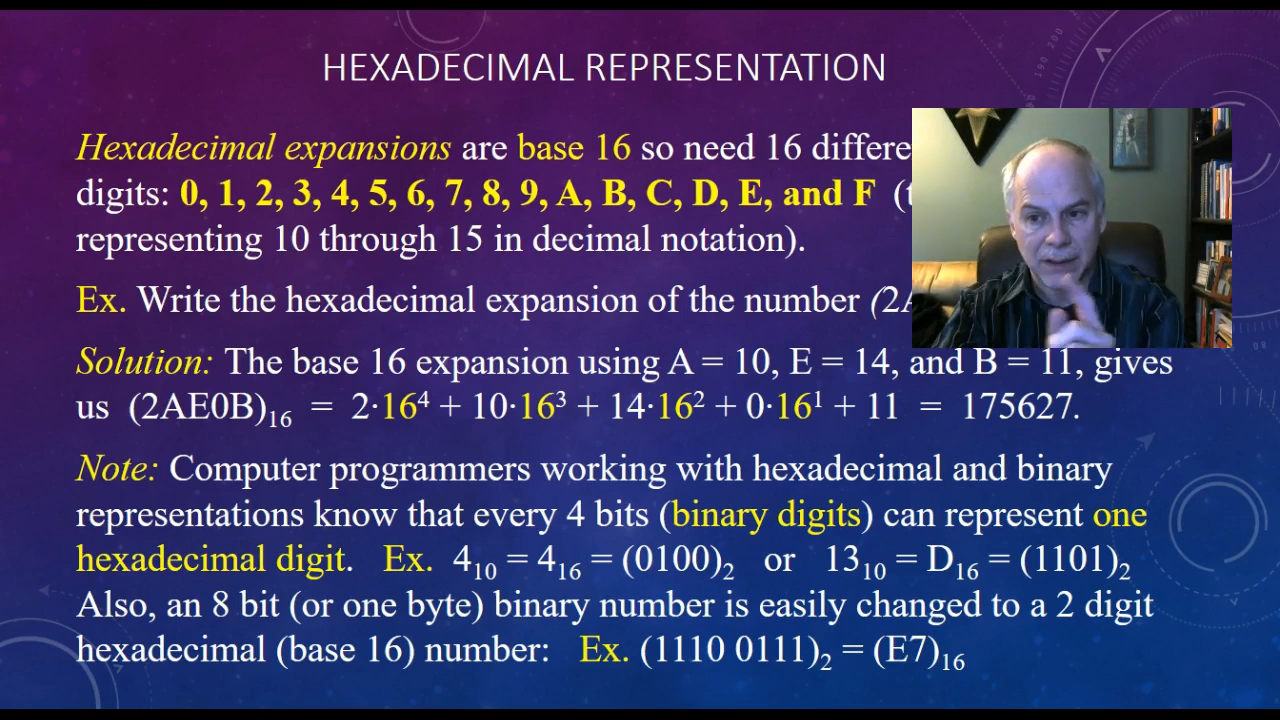 HEXADECIMAL REPRESENTATION
Hexadecimal expansions are base 16 so need 16
digits: 0, 1, 2, 3, 4, 5, 6, 7, 8, 9, A, B, C, D, E, and F
representing 10 through 15 in decimal notation).
Ex. Write the hexadecimal expansion of the number
Solution: The base 16 expansion using A = 10, E = 14, and B = 11, gives
us (2AE0B)₁₆ = 2·16⁴ + 10·16³ + 14·16² + 0·16¹ + 11 = 175627.
Note: Computer programmers working with hexadecimal and binary
representations know that every 4 bits (binary digits) can represent one
hexadecimal digit. Ex. 4₁₀ = 4₁₆ = (0100)₂ or 13₁₀ = D₁₆ = (1101)₂
Also, an 8 bit (or one byte) binary number is easily changed to a 2 digit
hexadecimal (base 16) number: Ex. (1110 0111)₂ = (E7)₁₆